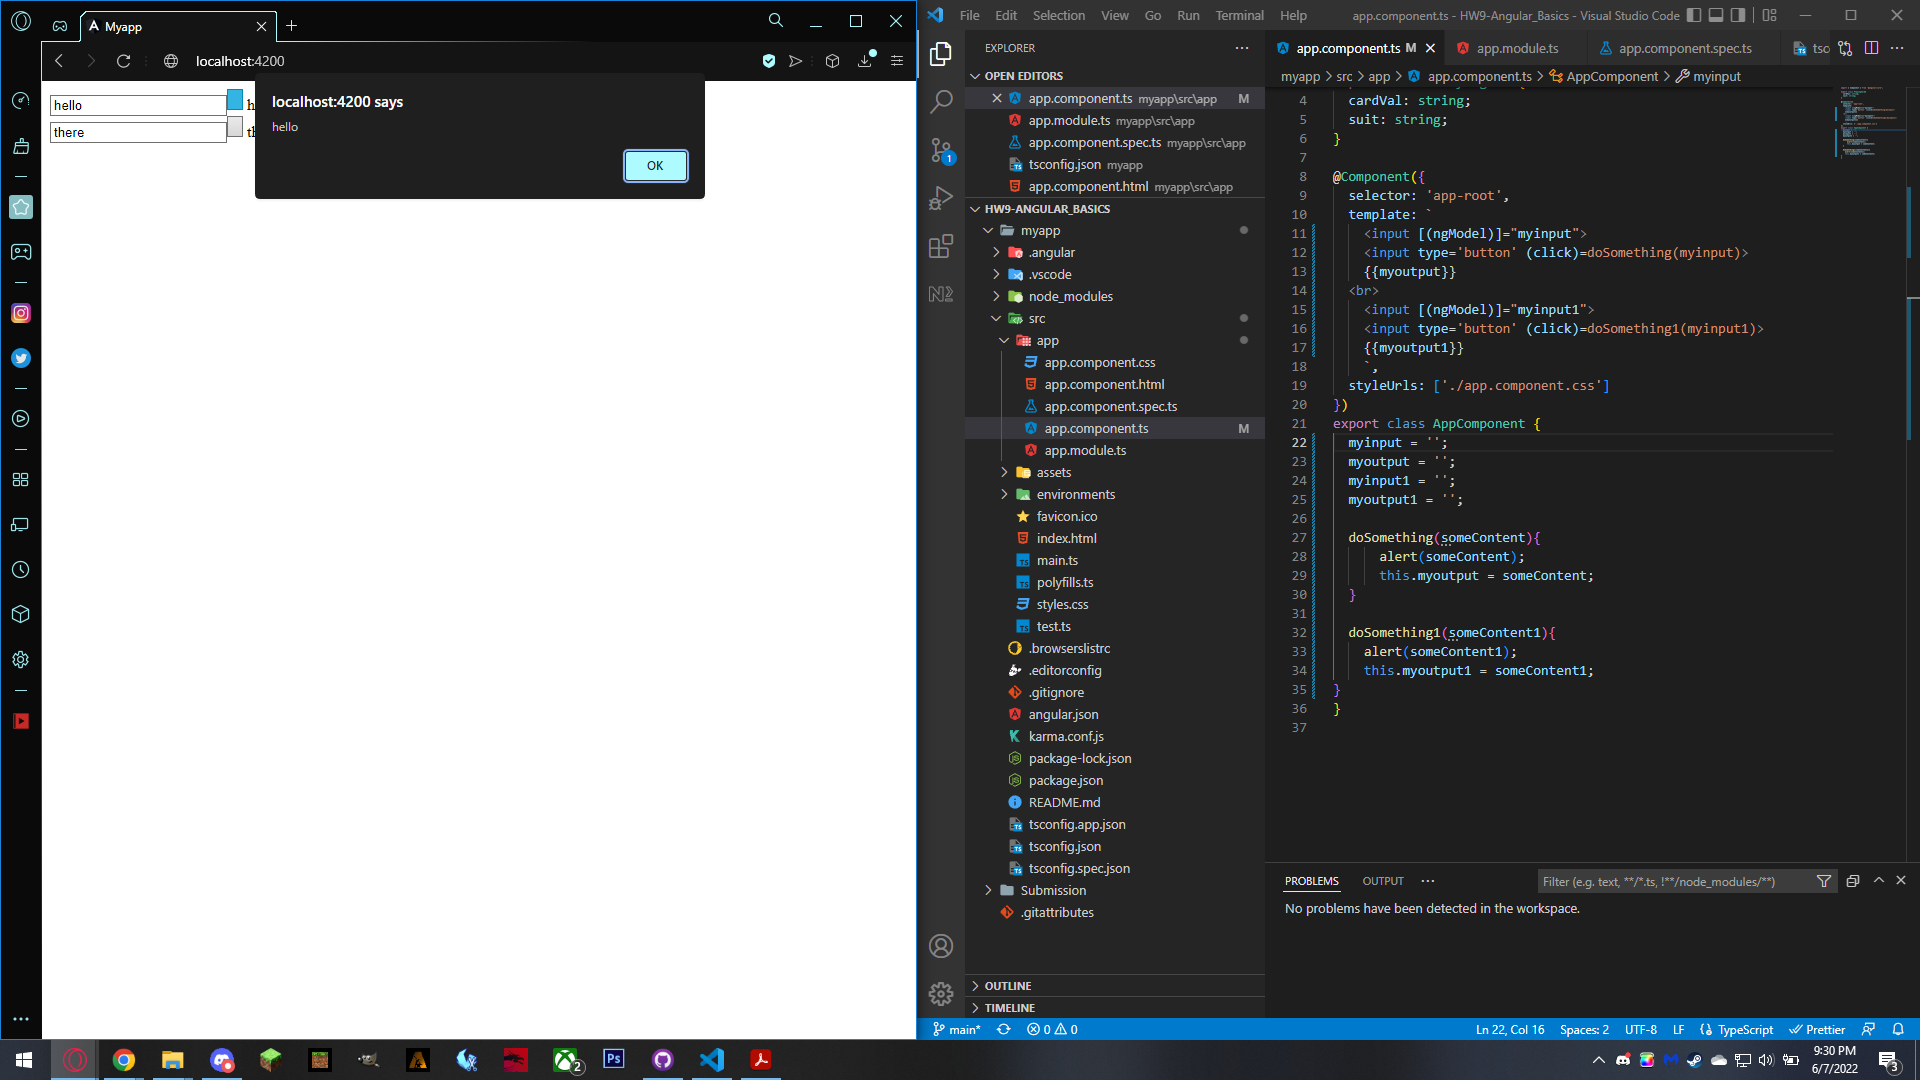 Myapp
localhost:4200
localhost:4200 says
hello
OK
hello
there
File Edit Selection View Go Run Terminal Help
app.component.ts - HW9-Angular_Basics - Visual Studio Code
EXPLORER
OPEN EDITORS
app.component.ts myapp\src\app M
app.module.ts myapp\src\app
app.component.spec.ts myapp\src\app
tsconfig.json myapp
app.component.html myapp\src\app
HW9-ANGULAR_BASICS
myapp
.angular
.vscode
node_modules
src
app
app.component.css
app.component.html
app.component.spec.ts
app.component.ts M
app.module.ts
assets
environments
favicon.ico
index.html
main.ts
polyfills.ts
styles.css
test.ts
.browserslistrc
.editorconfig
.gitignore
angular.json
karma.conf.js
package-lock.json
package.json
README.md
tsconfig.app.json
tsconfig.json
tsconfig.spec.json
Submission
.gitattributes
OUTLINE
TIMELINE
1
app.component.ts M app.module.ts app.component.spec.ts tsc
myapp > src > app > app.component.ts > AppComponent > myinput
4 cardVal: string;
5 suit: string;
6 }
7
8 @Component({
9 selector: 'app-root',
10 template: `
11 <input [(ngModel)]="myinput">
12 <input type='button' (click)=doSomething(myinput)>
13 {{myoutput}}
14 <br>
15 <input [(ngModel)]="myinput1">
16 <input type='button' (click)=doSomething1(myinput1)>
17 {{myoutput1}}
18 `,
19 styleUrls: ['./app.component.css']
20 })
21 export class AppComponent {
22 myinput = '';
23 myoutput = '';
24 myinput1 = '';
25 myoutput1 = '';
26
27 doSomething(someContent){
28 alert(someContent);
29 this.myoutput = someContent;
30 }
31
32 doSomething1(someContent1){
33 alert(someContent1);
34 this.myoutput1 = someContent1;
35 }
36 }
37
PROBLEMS OUTPUT
Filter (e.g. text, **/*.ts, !**/node_modules/**)
No problems have been detected in the workspace.
main* 0 0
Ln 22, Col 16 Spaces: 2 UTF-8 LF TypeScript Prettier
Ps
2
9:30 PM
6/7/2022
3